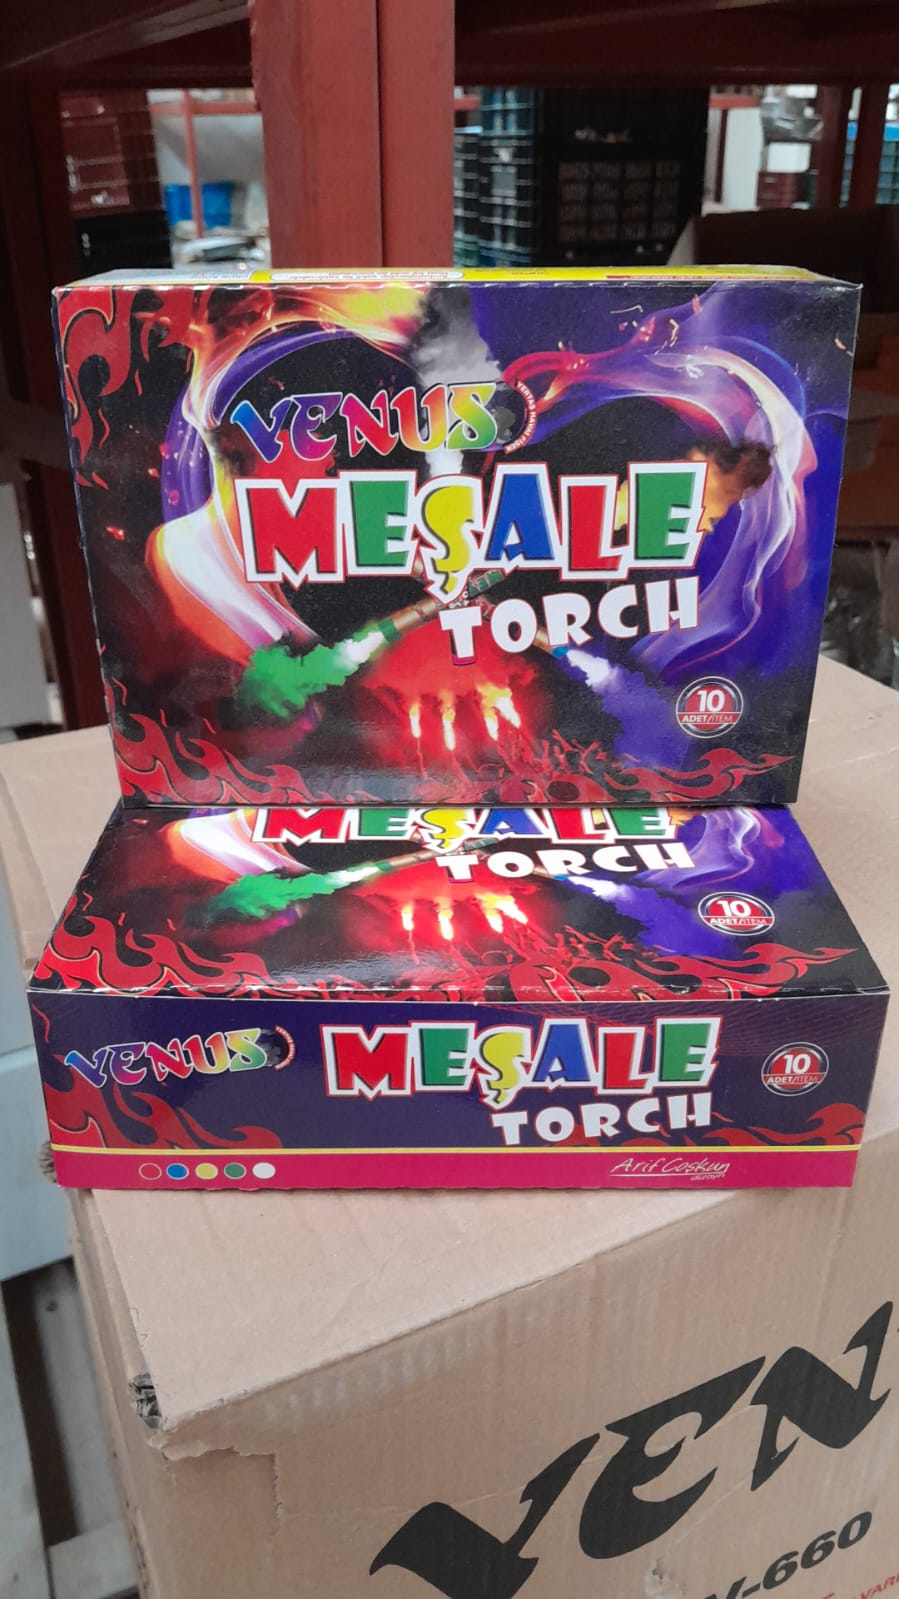 VENUS
MEŞALE
TORCH
10
ADET/ITEM
MEŞALE
TORCH
10
ADET/ITEM
VENUS
MEŞALE
TORCH
10
ADET/ITEM
Arif Coşkun
VEN
-660